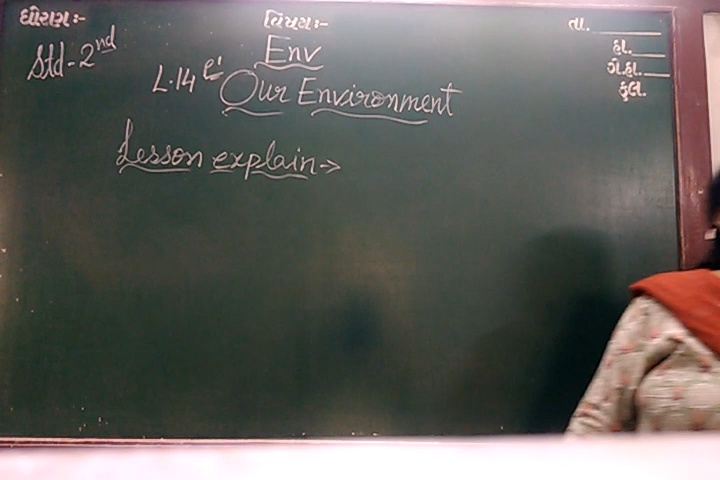 ધોરણ:-
વિષય:-
તા.
Std-2nd
Env
હા.
L.14
ગે.હા.
Our Environment
કુલ.
Lesson explain->